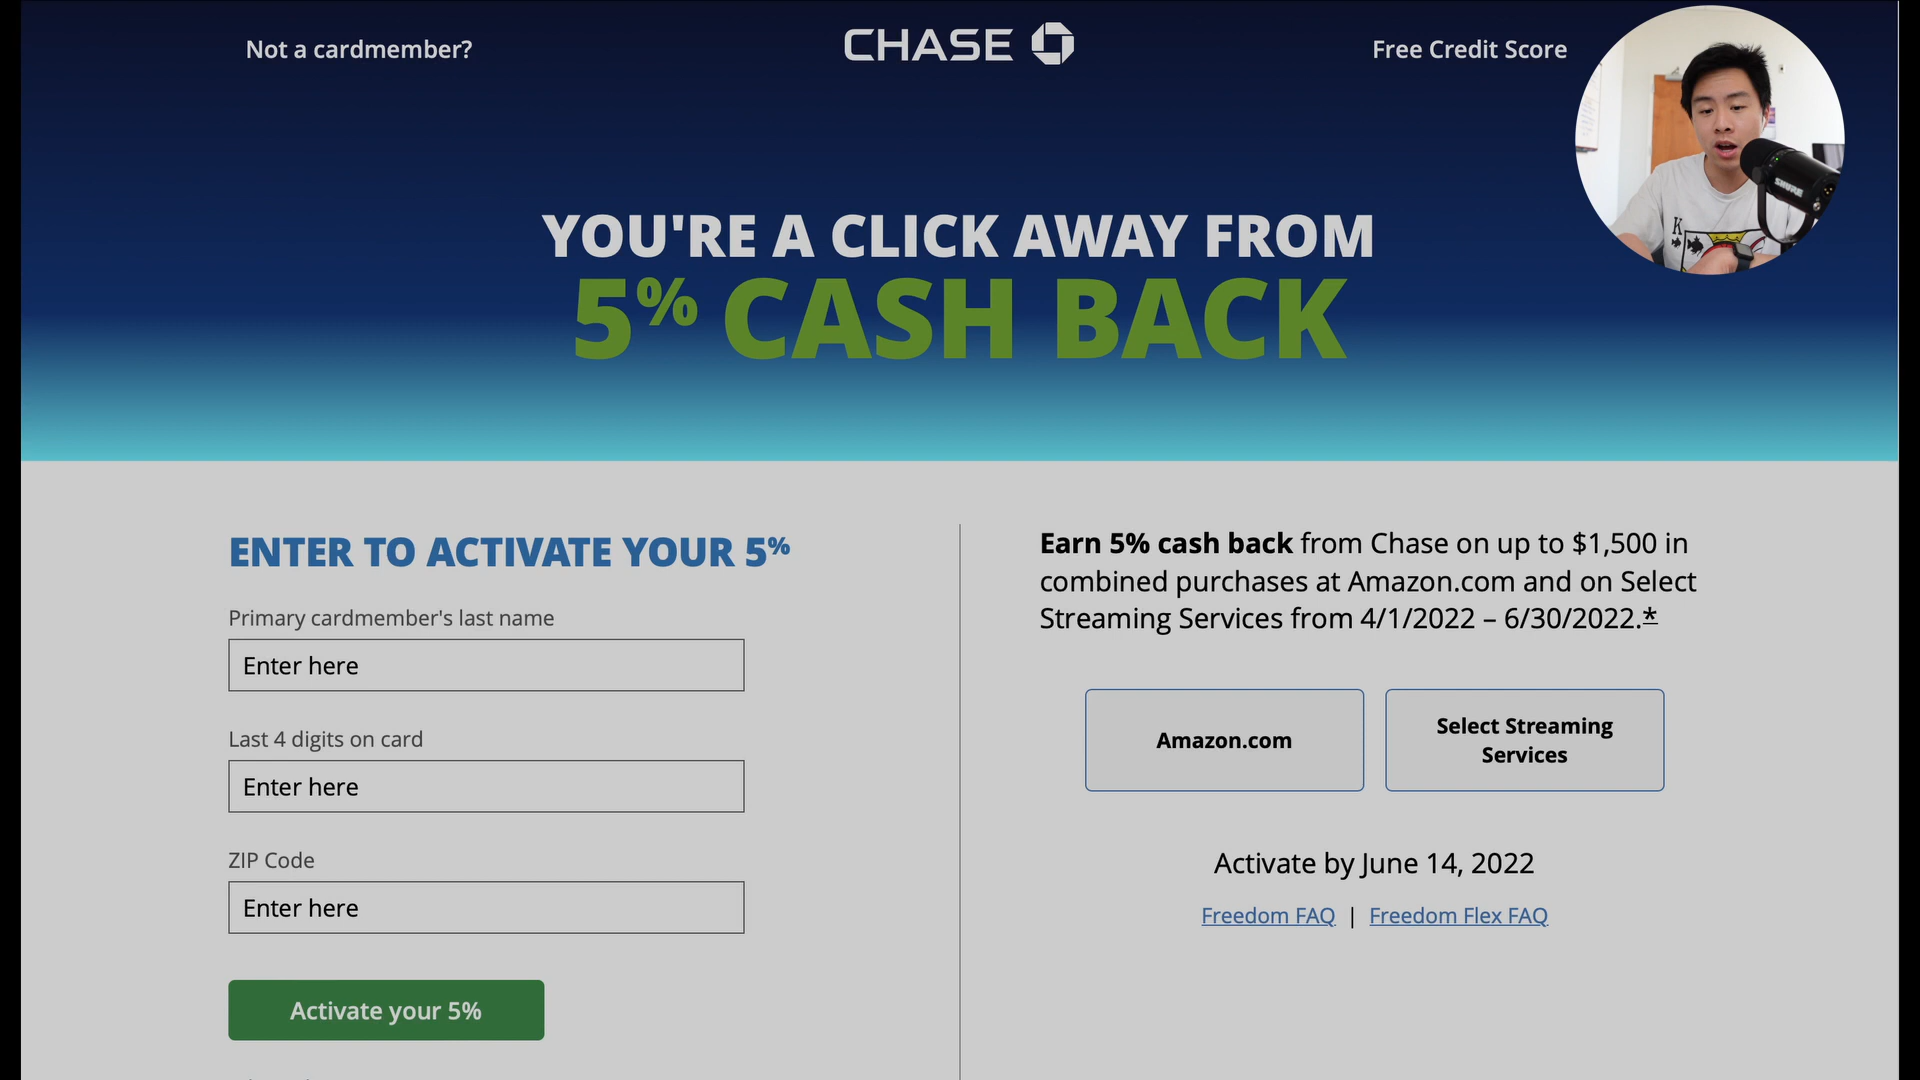 Not a cardmember?
CHASE
Free Credit Score
SHURE
K
YOU'RE A CLICK AWAY FROM
5% CASH BACK
ENTER TO ACTIVATE YOUR 5%
Primary cardmember's last name
Enter here
Last 4 digits on card
Enter here
ZIP Code
Enter here
Activate your 5%
Earn 5% cash back from Chase on up to $1,500 in
combined purchases at Amazon.com and on Select
Streaming Services from 4/1/2022 – 6/30/2022.*
Amazon.com
Select Streaming
Services
Activate by June 14, 2022
Freedom FAQ | Freedom Flex FAQ